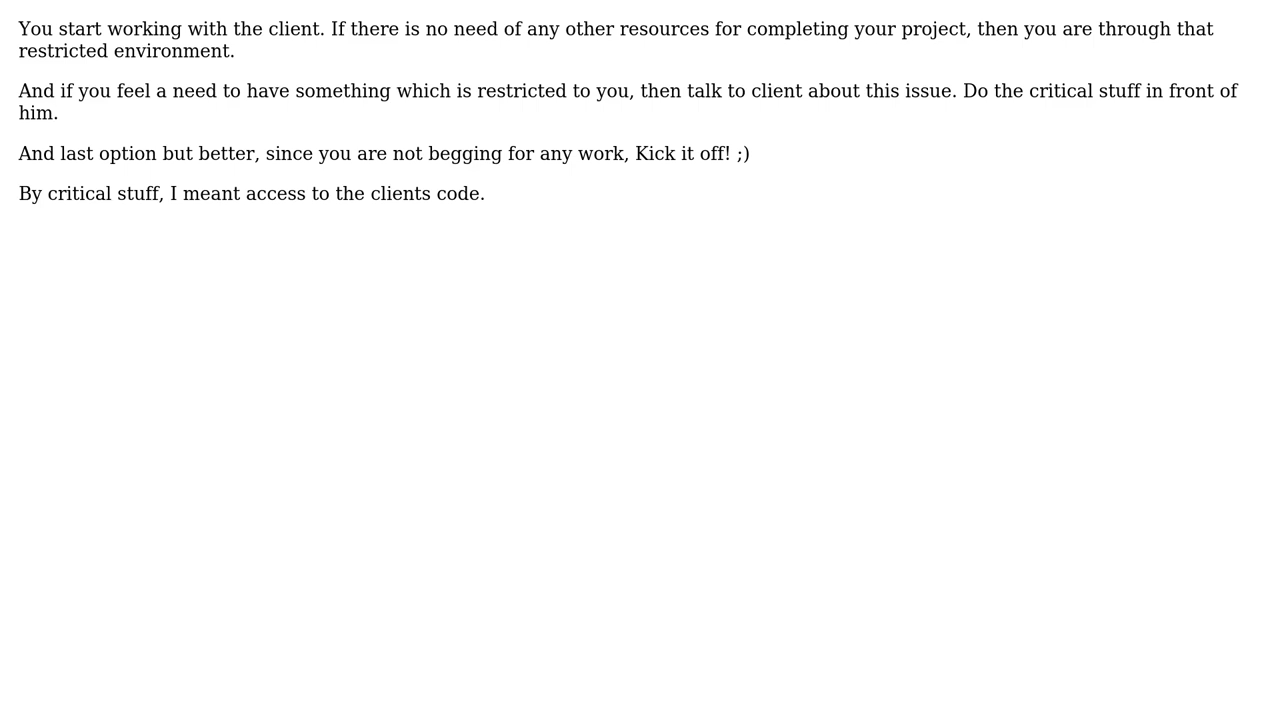 You start working with the client. If there is no need of any other resources for completing your project, then you are through that
restricted environment.
And if you feel a need to have something which is restricted to you, then talk to client about this issue. Do the critical stuff in front of
him.
And last option but better, since you are not begging for any work, Kick it off! ;)
By critical stuff, I meant access to the clients code.